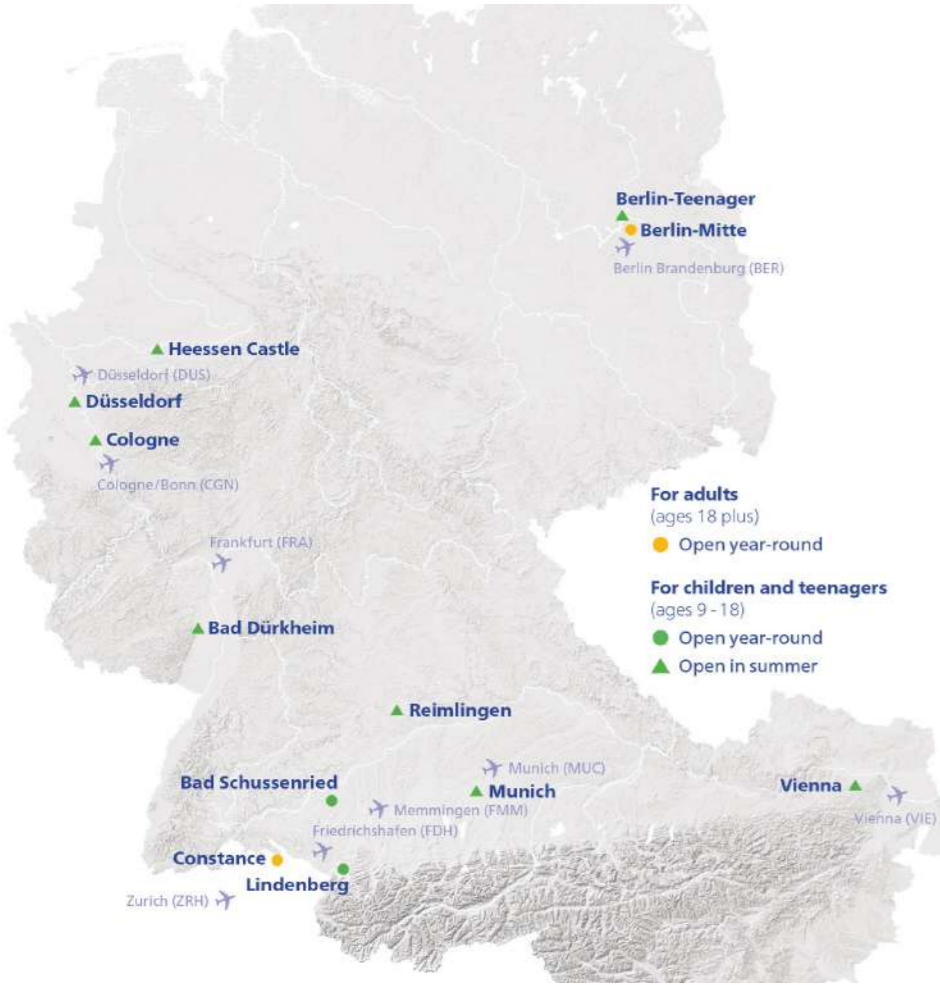 Berlin-Teenager
Berlin-Mitte
Berlin Brandenburg (BER)
Heessen Castle
Düsseldorf (DUS)
Düsseldorf
Cologne
Cologne/Bonn (CGN)
For adults
(ages 18 plus)
Open year-round
For children and teenagers
(ages 9 - 18)
Open year-round
Open in summer
Frankfurt (FRA)
Bad Dürkheim
Reimlingen
Munich (MUC)
Bad Schussenried
Munich
Vienna
Memmingen (FMM)
Vienna (VIE)
Friedrichshafen (FDH)
Constance
Lindenberg
Zurich (ZRH)